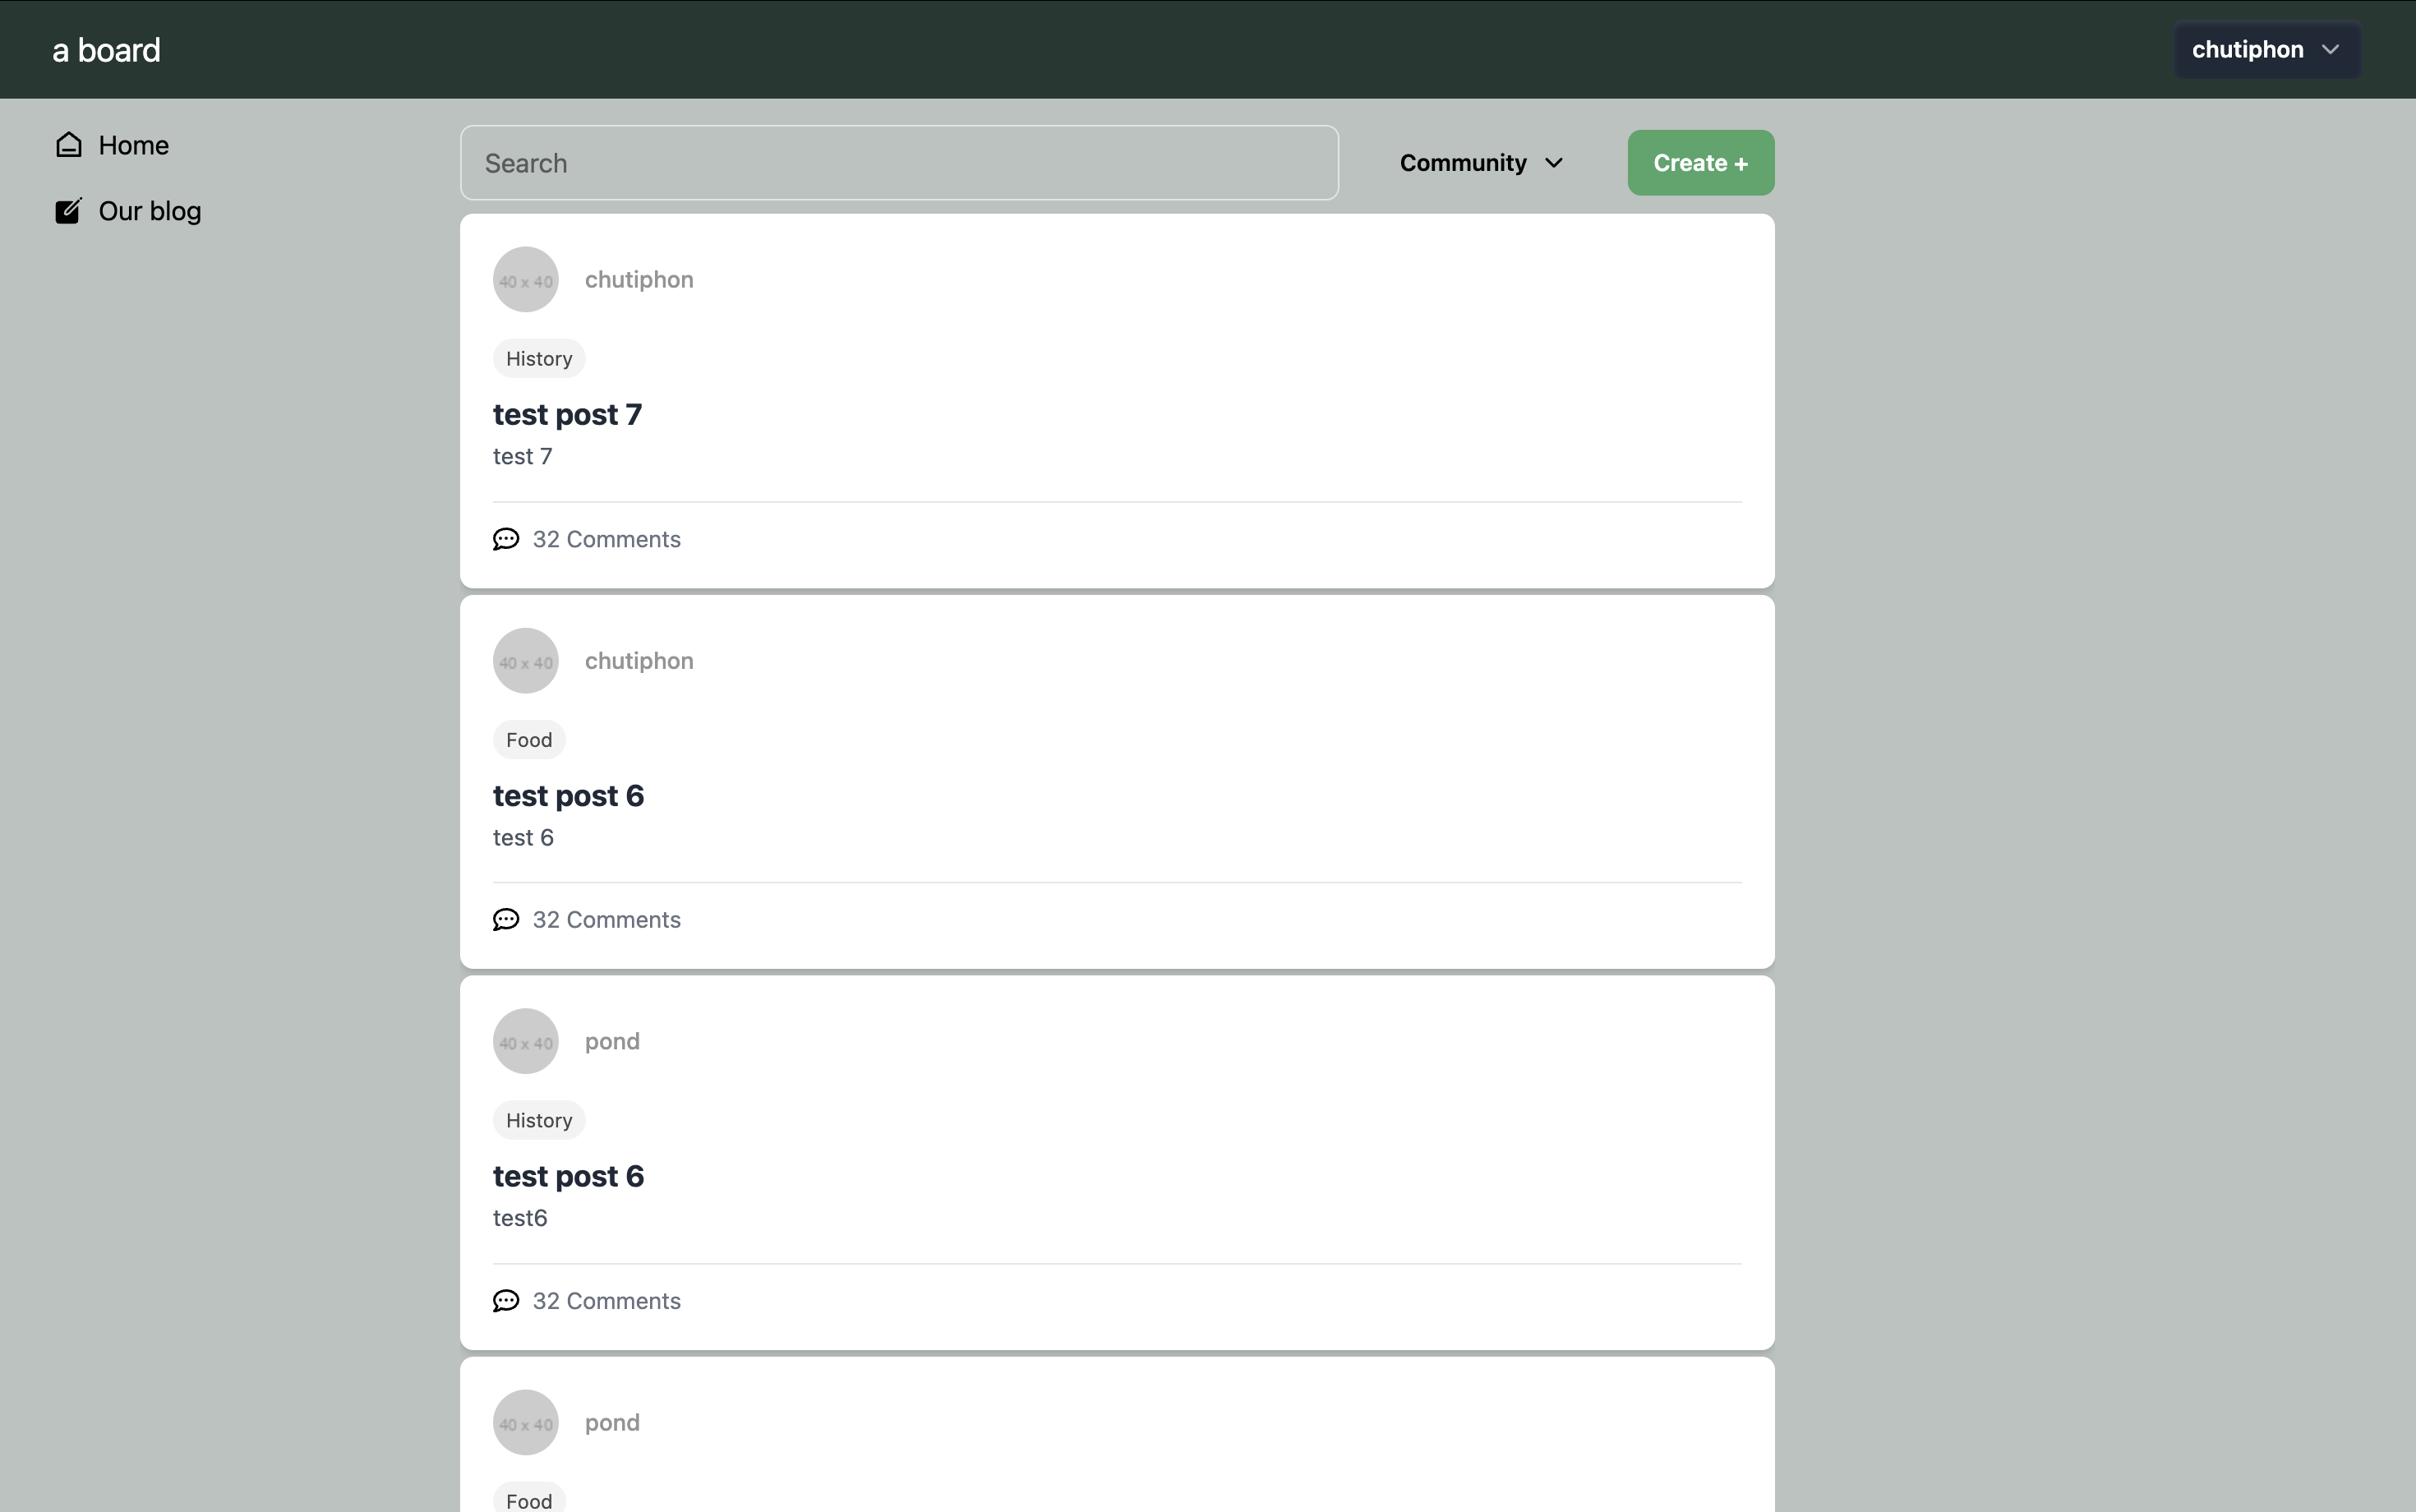 a board
chutiphon
Home
Our blog
Search
Community
Create +
40 x 40
chutiphon
History
test post 7
test 7
32 Comments
40 x 40
chutiphon
Food
test post 6
test 6
32 Comments
40 x 40
pond
History
test post 6
test6
32 Comments
40 x 40
pond
Food